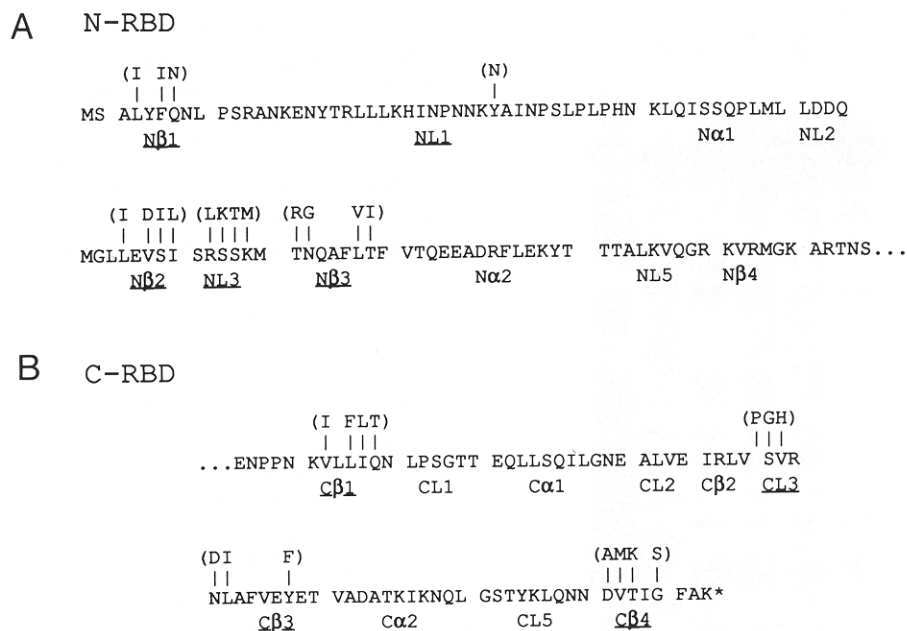 A N-RBD
(I IN) (N)
| || |
MS ALYFQNL PSRANKENYTRLLLKHINPNNKYAINPSLPLPHN KLQISSQPLML LDDQ
Nβ1 NL1 Nα1 NL2
(I DIL) (LKTM) (RG VI)
| ||| |||| || ||
MGLLEVSI SRSSKM TNQAFLTF VTQEEADRFLEKYT TTALKVQGR KVRMGK ARTNS...
Nβ2 NL3 Nβ3 Nα2 NL5 Nβ4
B C-RBD
(I FLT) (PGH)
| ||| |||
...ENPPN KVLLIQN LPSGTT EQLLSQILGNE ALVE IRLV SVR
Cβ1 CL1 Cα1 CL2 Cβ2 CL3
(DI F) (AMK S)
|| | ||| |
NLAFVEYET VADATKIKNQL GSTYKLQNN DVTIG FAK*
Cβ3 Cα2 CL5 Cβ4